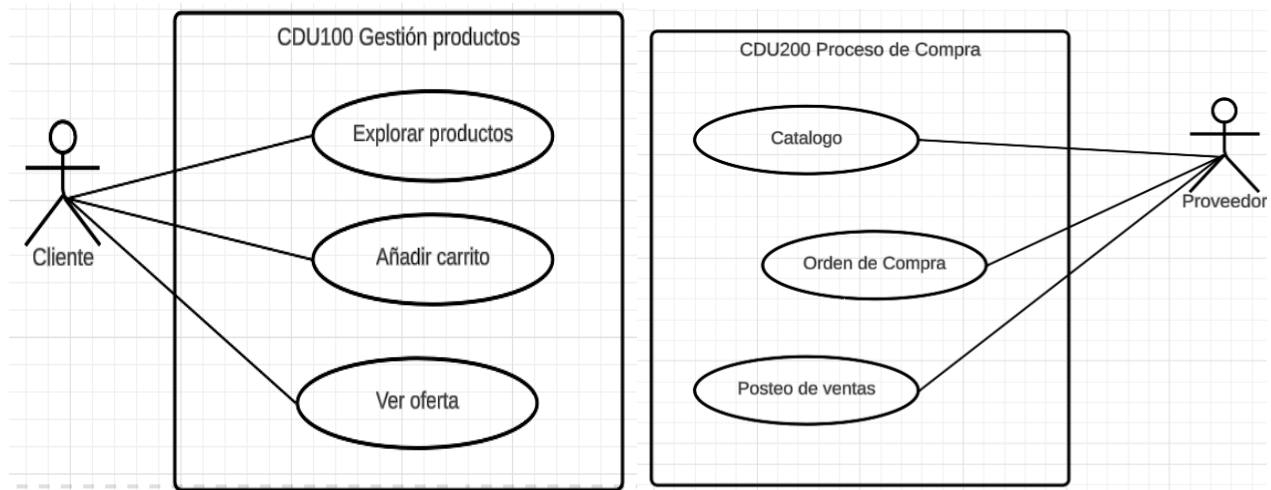 CDU100 Gestión productos
Explorar productos
Añadir carrito
Ver oferta
Cliente
CDU200 Proceso de Compra
Catalogo
Orden de Compra
Posteo de ventas
Proveedor